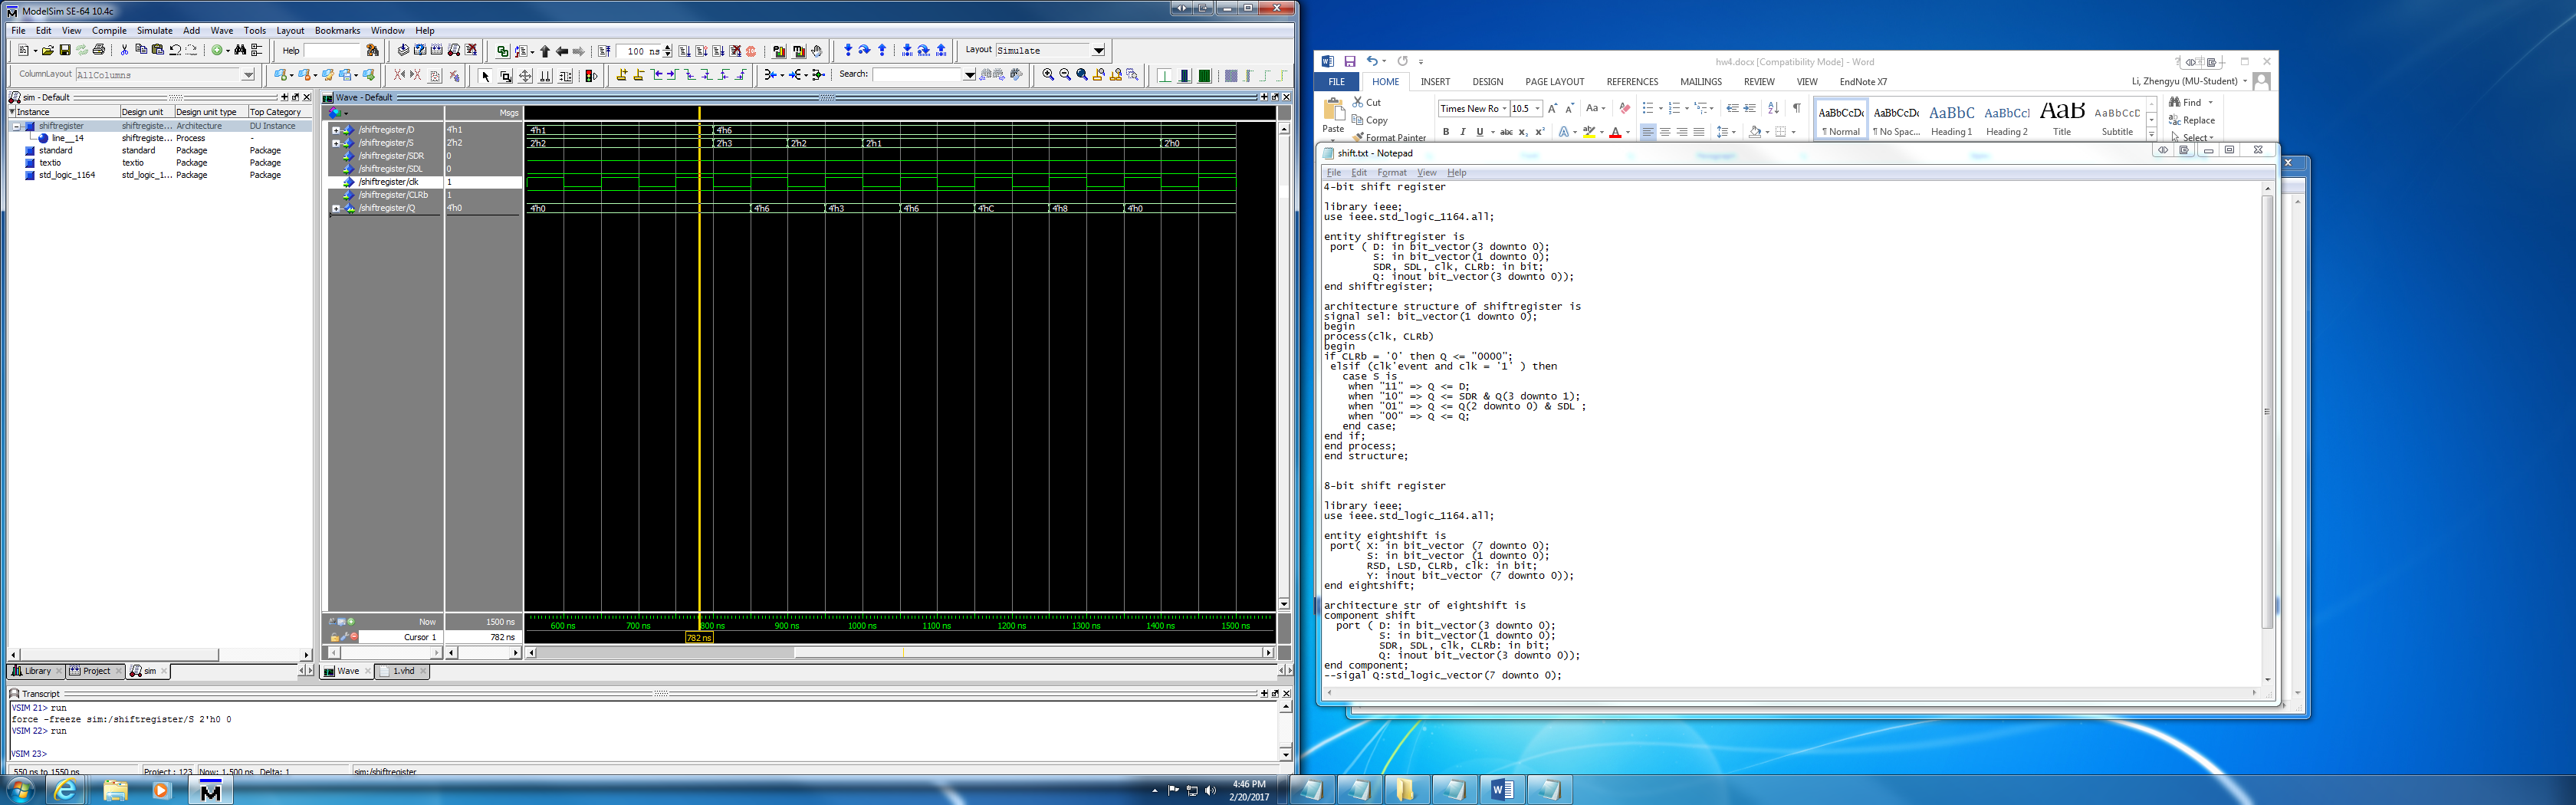 ModelSim SE-64 10.4c
File Edit View Compile Simulate Add Wave Tools Layout Bookmarks Window Help
Help
100 ns
Layout Simulate
ColumnLayout AllColumns
Search:
sim - Default
Instance Design unit Design unit type Top Category
shiftregister shiftregiste... Architecture DU Instance
line__14 shiftregiste... Process -
standard standard Package Package
textio textio Package Package
std_logic_1164 std_logic_1... Package Package
Wave - Default
Msgs
/shiftregister/D 4'h1 4'h1 4'h6
/shiftregister/S 2'h2 2'h2 2'h3 2'h2 2'h1 2'h0
/shiftregister/SDR 0
/shiftregister/SDL 0
/shiftregister/clk 1
/shiftregister/CLRb 1
/shiftregister/Q 4'h0 4'h0 4'h6 4'h3 4'h6 4'hC 4'h8 4'h0
Now 1500 ns 600 ns 700 ns 800 ns 900 ns 1000 ns 1100 ns 1200 ns 1300 ns 1400 ns 1500 ns
Cursor 1 782 ns 782 ns
Library Project sim
Wave 1.vhd
Transcript
VSIM 21> run
force -freeze sim:/shiftregister/S 2'h0 0
VSIM 22> run
VSIM 23>
550 ns to 1550 ns Project : 123 Now: 1,500 ns Delta: 1 sim:/shiftregister
4:46 PM
2/20/2017
hw4.docx [Compatibility Mode] - Word
FILE HOME INSERT DESIGN PAGE LAYOUT REFERENCES MAILINGS REVIEW VIEW EndNote X7
Li, Zhengyu (MU-Student)
Paste
Cut
Copy
Format Painter
Times New Ro 10.5
AaBbCcDc AaBbCcDc AaBbC AaBbCcI AaB AaBbCcD
¶ Normal ¶ No Spac... Heading 1 Heading 2 Title Subtitle
Find
Replace
Select
shift.txt - Notepad
File Edit Format View Help
4-bit shift register
library ieee;
use ieee.std_logic_1164.all;
entity shiftregister is
port ( D: in bit_vector(3 downto 0);
S: in bit_vector(1 downto 0);
SDR, SDL, clk, CLRb: in bit;
Q: inout bit_vector(3 downto 0));
end shiftregister;
architecture structure of shiftregister is
signal sel: bit_vector(1 downto 0);
begin
process(clk, CLRb)
begin
if CLRb = '0' then Q <= "0000";
elsif (clk'event and clk = '1' ) then
case S is
when "11" => Q <= D;
when "10" => Q <= SDR & Q(3 downto 1);
when "01" => Q <= Q(2 downto 0) & SDL ;
when "00" => Q <= Q;
end case;
end if;
end process;
end structure;
8-bit shift register
library ieee;
use ieee.std_logic_1164.all;
entity eightshift is
port( X: in bit_vector (7 downto 0);
S: in bit_vector (1 downto 0);
RSD, LSD, CLRb, clk: in bit;
Y: inout bit_vector (7 downto 0));
end eightshift;
architecture str of eightshift is
component shift
port ( D: in bit_vector(3 downto 0);
S: in bit_vector(1 downto 0);
SDR, SDL, clk, CLRb: in bit;
Q: inout bit_vector(3 downto 0));
end component;
--sigal Q:std_logic_vector(7 downto 0);